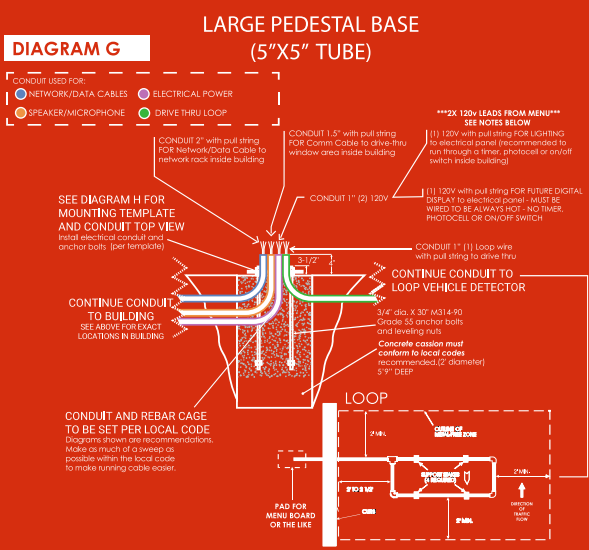 LARGE PEDESTAL BASE
(5"X5" TUBE)
DIAGRAM G
CONDUIT USED FOR:
NETWORK/DATA CABLES
ELECTRICAL POWER
SPEAKER/MICROPHONE
DRIVE THRU LOOP
CONDUIT 2" with pull string
FOR Network/Data Cable to
network rack inside building
CONDUIT 1.5" with pull string
FOR Comm Cable to drive-thru
window area inside building
***2X 120v LEADS FROM MENU***
SEE NOTES BELOW
(1) 120V with pull string FOR LIGHTING
to electrical panel (recommended to
run through a timer, photocell or on/off
switch inside building)
CONDUIT 1" (2) 120V
(1) 120V with pull string FOR FUTURE DIGITAL
DISPLAY to electrical panel - MUST BE
WIRED TO BE ALWAYS HOT - NO TIMER,
PHOTOCELL OR ON/OFF SWITCH
SEE DIAGRAM H FOR
MOUNTING TEMPLATE
AND CONDUIT TOP VIEW
Install electrical conduit and
anchor bolts (per template)
CONDUIT 1" (1) Loop wire
with pull string to drive thru
3-1/2"
2"
CONTINUE CONDUIT TO
LOOP VEHICLE DETECTOR
CONTINUE CONDUIT
TO BUILDING
SEE ABOVE FOR EXACT
LOCATIONS IN BUILDING
3/4" dia. X 30" M314-90
Grade 55 anchor bolts
and leveling nuts
Concrete cassion must
conform to local codes
recommended.(2' diameter)
5'9" DEEP
CONDUIT AND REBAR CAGE
TO BE SET PER LOCAL CODE
Diagrams shown are recommendations.
Make as much of a sweep as
possible within the local code
to make running cable easier.
LOOP
2' MIN.
OUTLINE OF
METAL FREE ZONE
2' MIN.
2' MIN.
DIRECTION
OF
TRAFFIC
FLOW
PAD FOR
MENU BOARD
OR THE LIKE